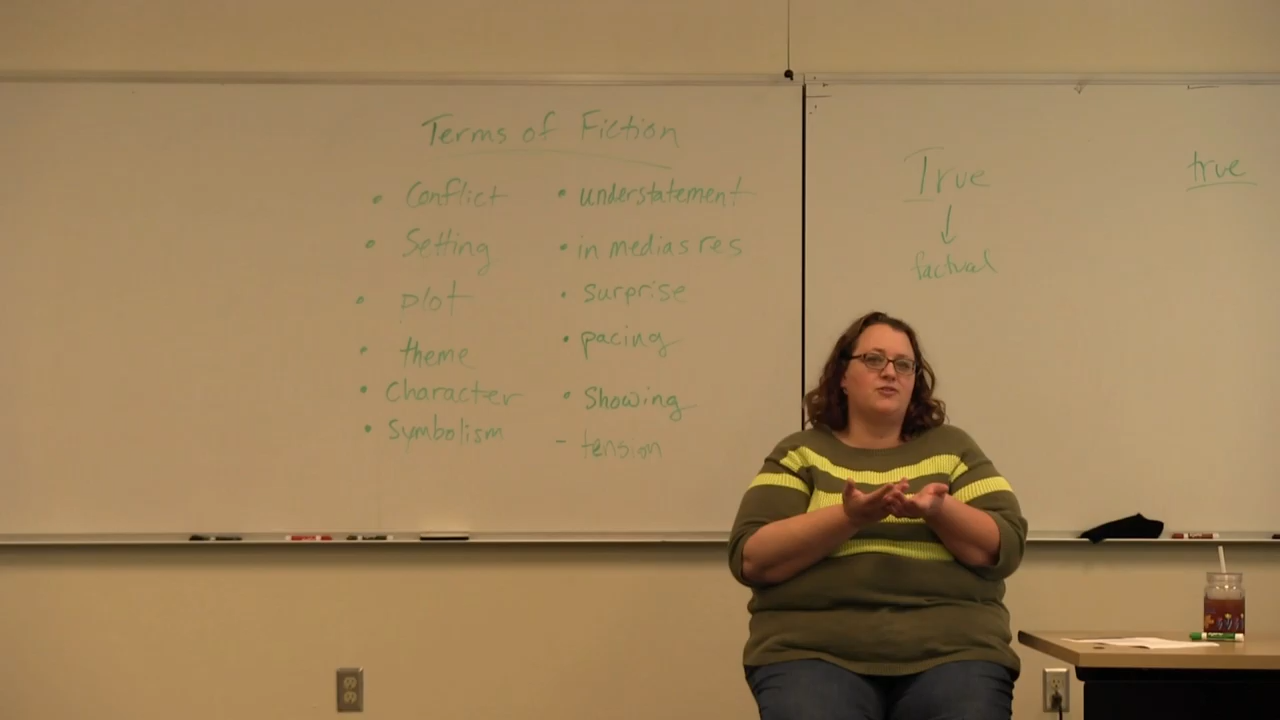 Terms of Fiction
• Conflict
• Setting
• plot
• theme
• Character
• Symbolism
• understatement
• in medias res
• Surprise
• pacing
• Showing
- tension
True
↓
factual
true